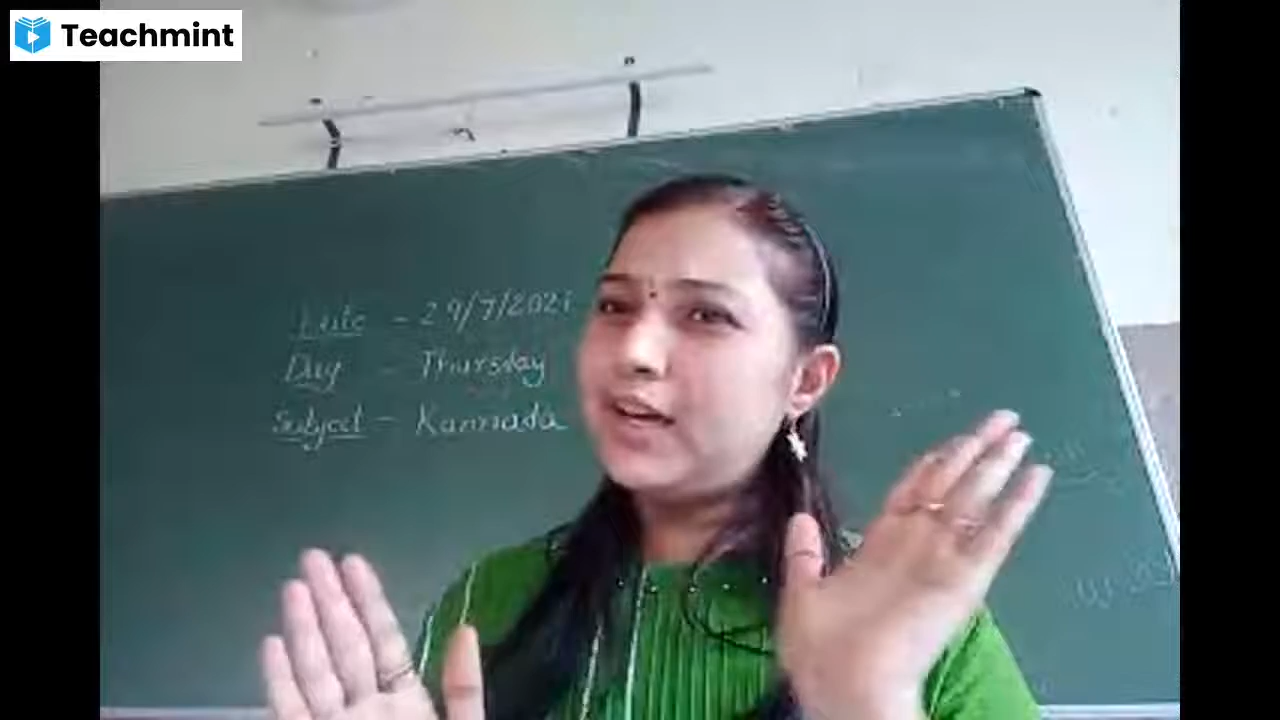 Teachmint
Date - 29/7/2021
Day - Thursday
Subject - Kannada